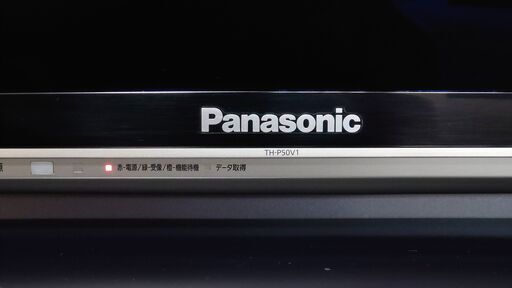 Panasonic
TH-P50V1
点 赤-電源/緑-受像/橙-機能待機 データ取得